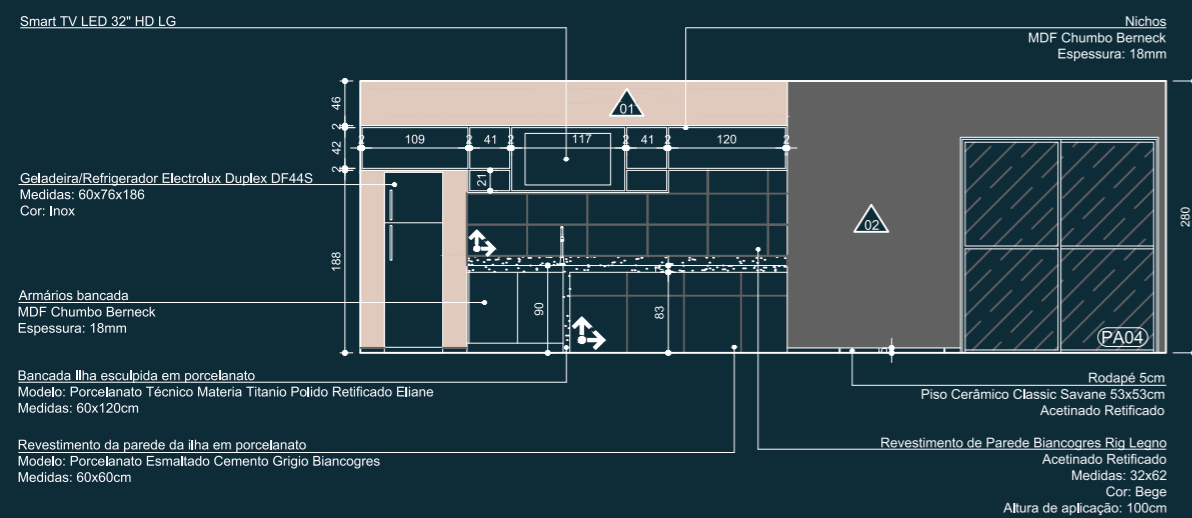 Smart TV LED 32" HD LG
Nichos
MDF Chumbo Berneck
Espessura: 18mm
01
46
2
42
2
188
2
109
2
41
2
117
2
41
2
120
2
21
Geladeira/Refrigerador Electrolux Duplex DF44S
Medidas: 60x76x186
Cor: Inox
02
280
Armários bancada
MDF Chumbo Berneck
Espessura: 18mm
90
83
5
PA04
Bancada Ilha esculpida em porcelanato
Modelo: Porcelanato Técnico Materia Titanio Polido Retificado Eliane
Medidas: 60x120cm
Rodapé 5cm
Piso Cerâmico Classic Savane 53x53cm
Acetinado Retificado
Revestimento da parede da ilha em porcelanato
Modelo: Porcelanato Esmaltado Cemento Grigio Biancogres
Medidas: 60x60cm
Revestimento de Parede Biancogres Rig Legno
Acetinado Retificado
Medidas: 32x62
Cor: Bege
Altura de aplicação: 100cm